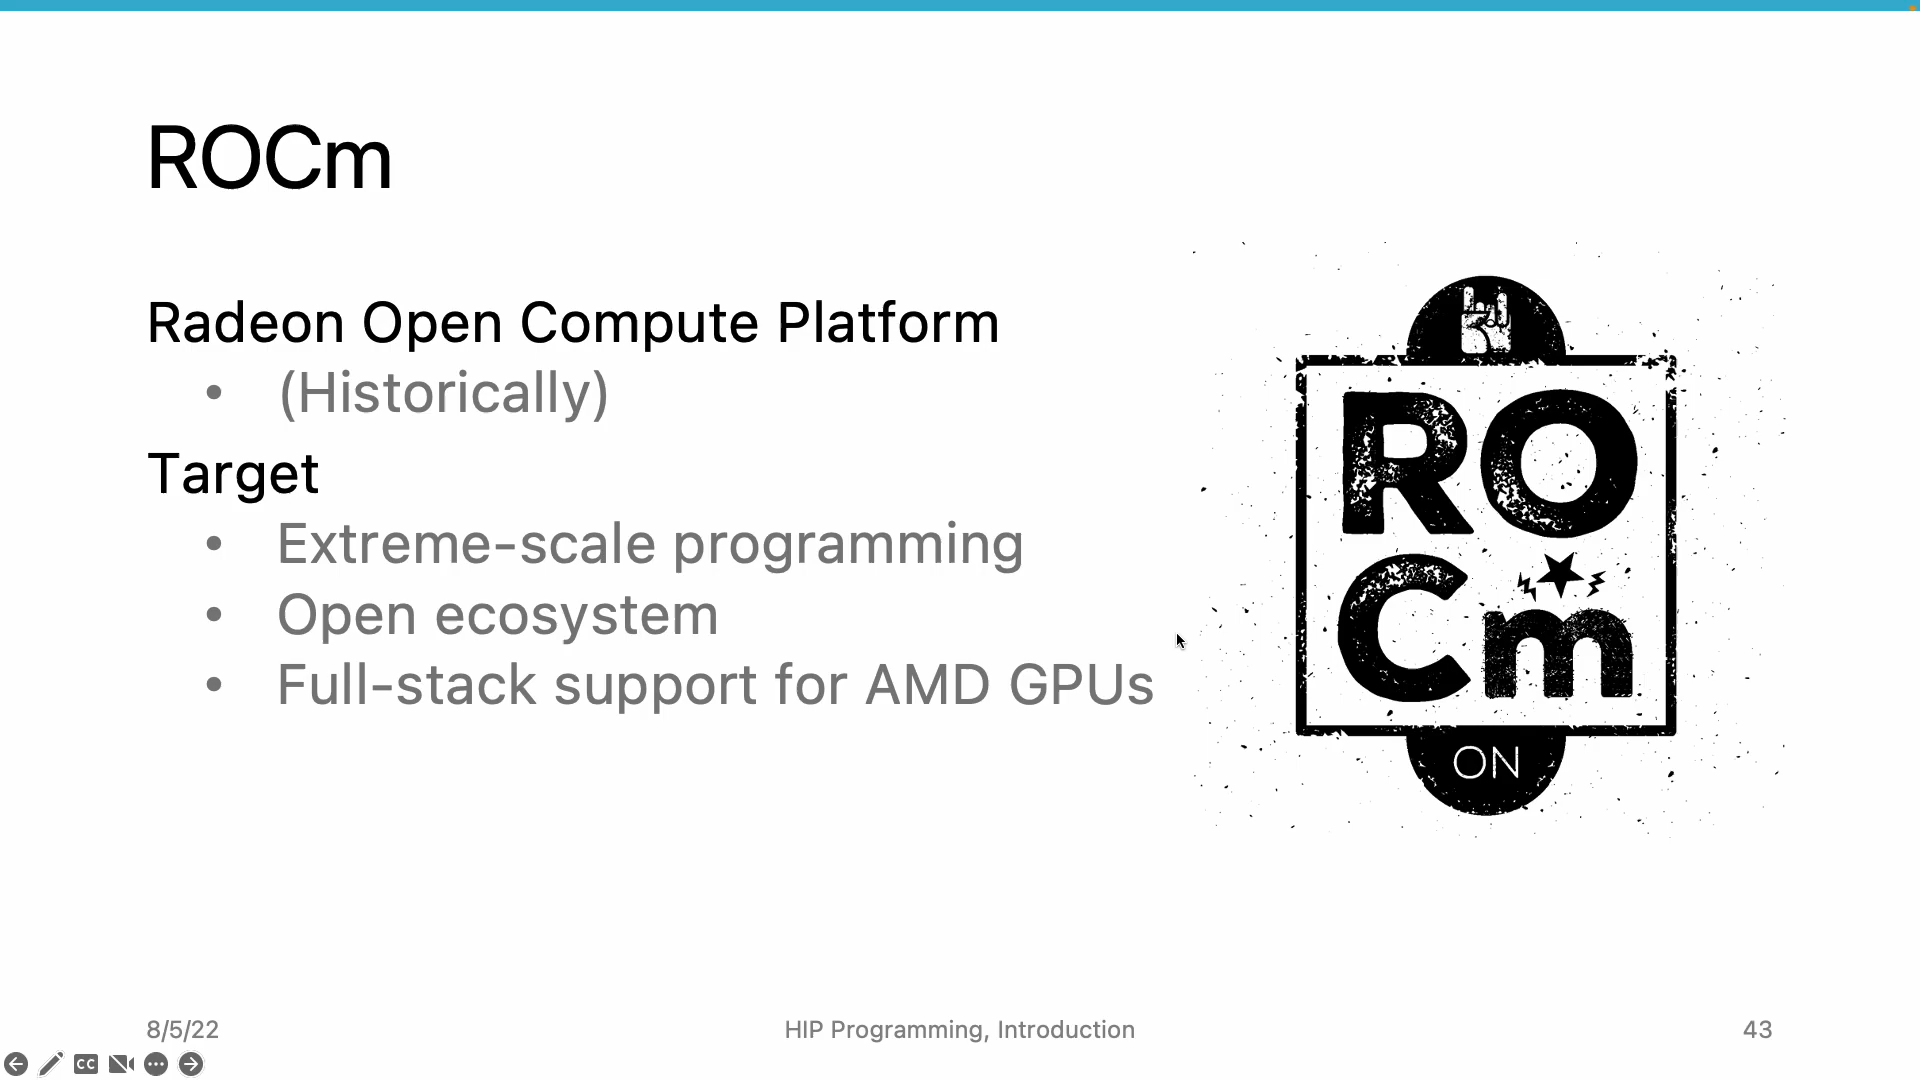 ROCm
Radeon Open Compute Platform
• (Historically)
Target
• Extreme-scale programming
• Open ecosystem
• Full-stack support for AMD GPUs
RO
Cm
ON
8/5/22
HIP Programming, Introduction
43
CC